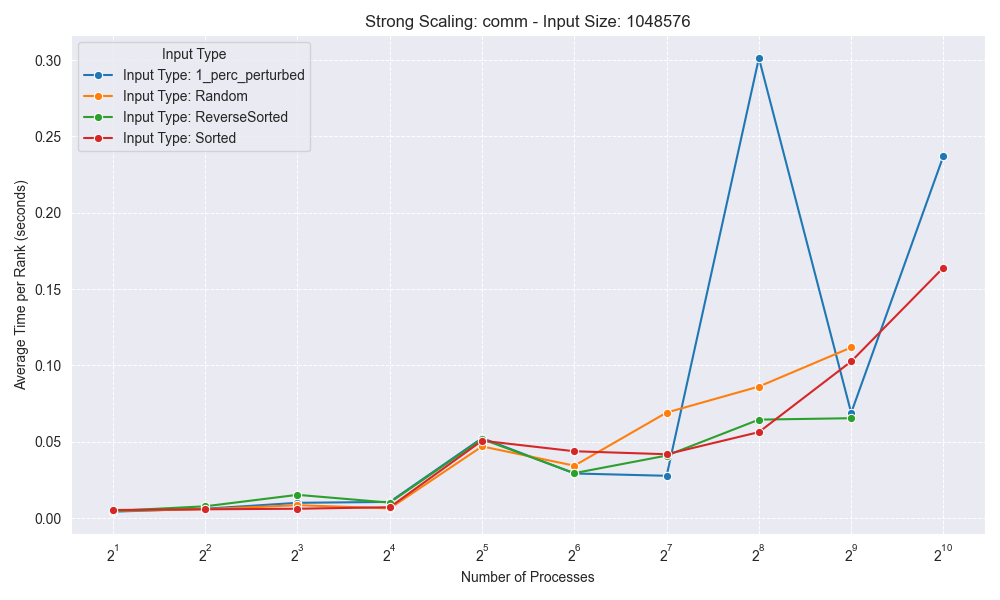 Strong Scaling: comm - Input Size: 1048576
Input Type
Input Type: 1_perc_perturbed
Input Type: Random
Input Type: ReverseSorted
Input Type: Sorted
Average Time per Rank (seconds)
0.30
0.25
0.20
0.15
0.10
0.05
0.00
2^1 2^2 2^3 2^4 2^5 2^6 2^7 2^8 2^9 2^10
Number of Processes